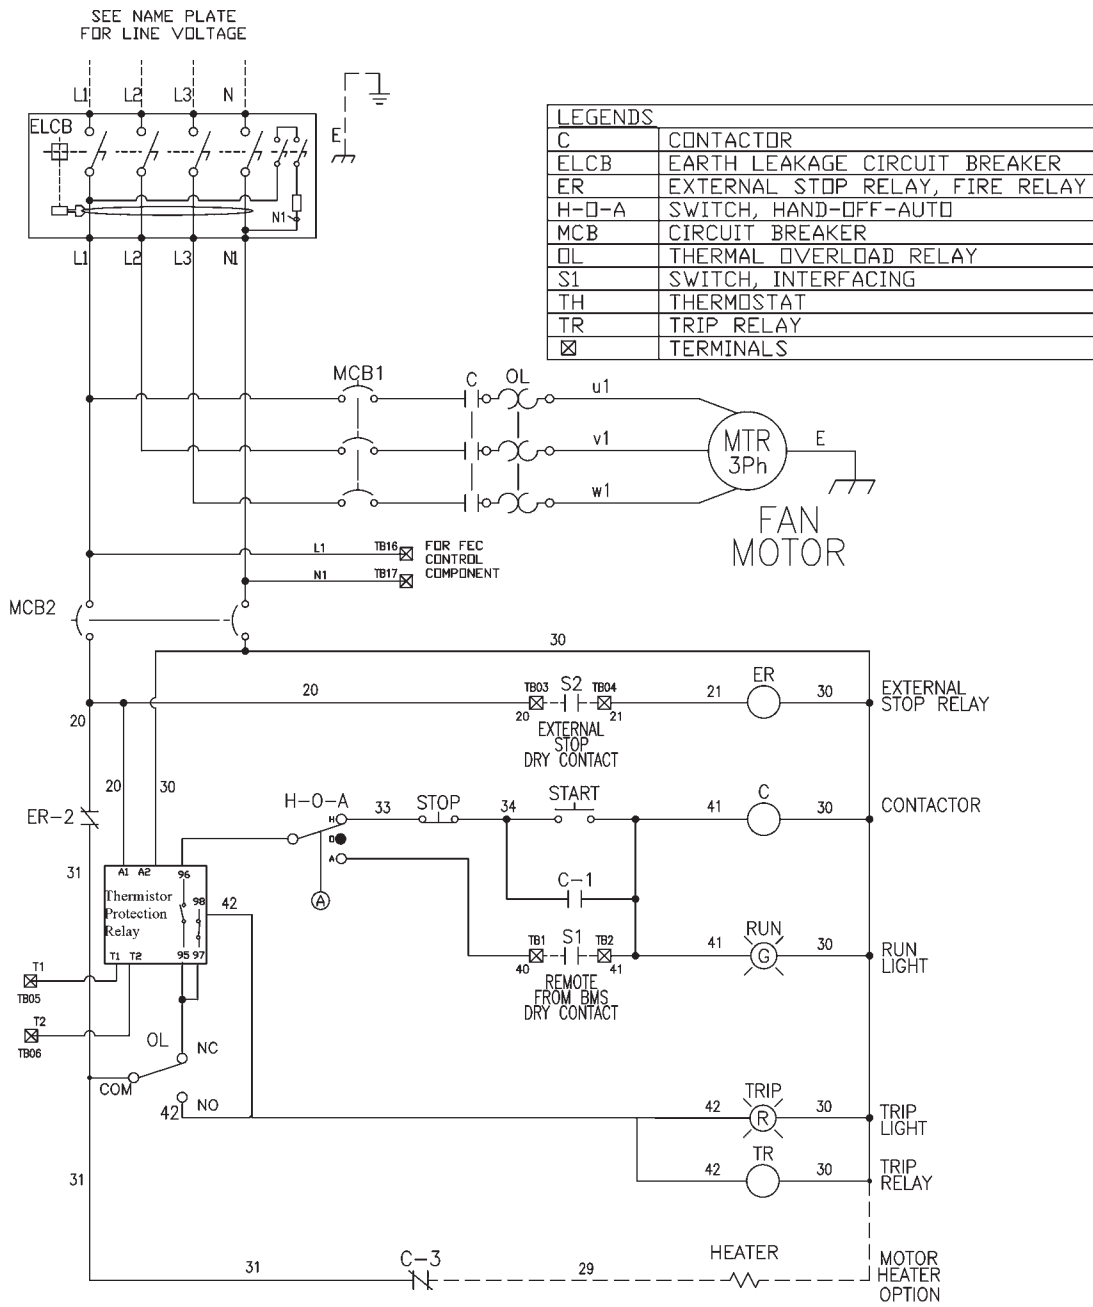 SEE NAME PLATE
FOR LINE VOLTAGE
L1 L2 L3 N
ELCB
E
N1
L1 L2 L3 N1
LEGENDS
C CONTACTOR
ELCB EARTH LEAKAGE CIRCUIT BREAKER
ER EXTERNAL STOP RELAY, FIRE RELAY
H-O-A SWITCH, HAND-OFF-AUTO
MCB CIRCUIT BREAKER
OL THERMAL OVERLOAD RELAY
S1 SWITCH, INTERFACING
TH THERMOSTAT
TR TRIP RELAY
TERMINALS
MCB1 C OL
u1
v1
w1
MTR
3Ph
E
FAN
MOTOR
L1 TB16
N1 TB17
FOR FEC
CONTROL
COMPONENT
MCB2
30
20 20 TB03 S2 TB04 21 ER 30
20 21
EXTERNAL
STOP
DRY CONTACT
EXTERNAL
STOP RELAY
20 30
ER-2
H-O-A 33 STOP 34 START 41 C 30 CONTACTOR
H
O
A
A
31
C-1
A1 A2 96
Thermistor
Protection
Relay
98
42
T1 T2 95 97
TB1 S1 TB2 41 RUN 30
G
40 41
REMOTE
FROM BMS
DRY CONTACT
RUN
LIGHT
T1
TB05
T2
TB06
OL NC
COM
42 NO
42 TRIP 30
R
TRIP
LIGHT
42 TR 30
TRIP
RELAY
31
31 C-3 29 HEATER
MOTOR
HEATER
OPTION